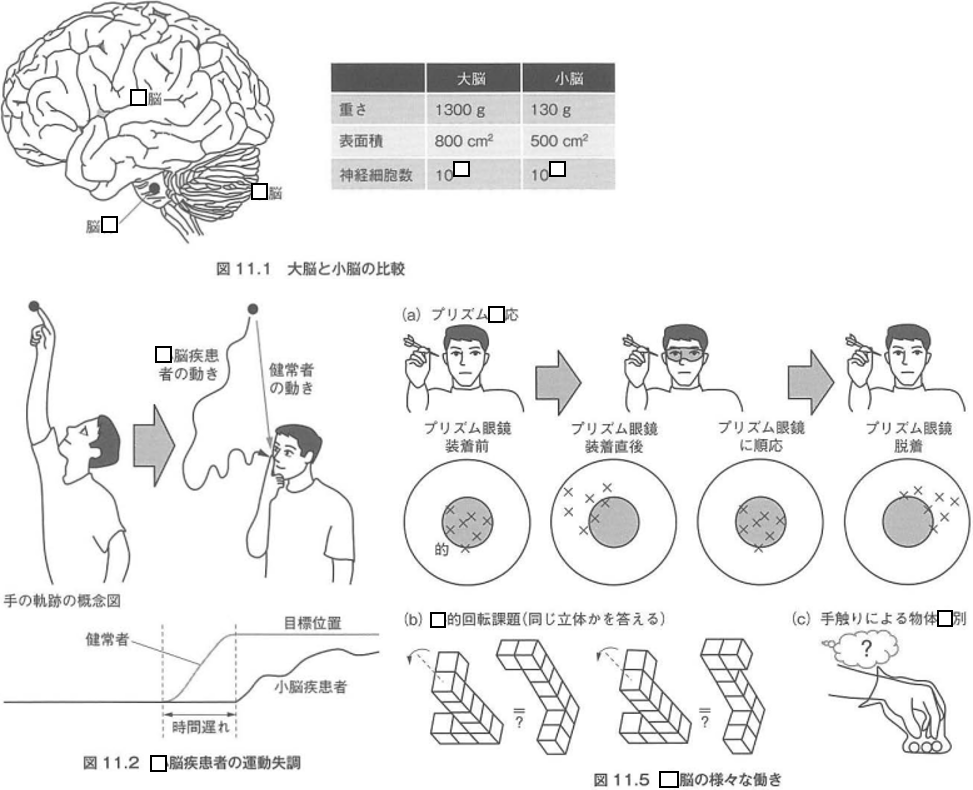 □脳
□脳
脳□
大脳 小脳
重さ 1300 g 130 g
表面積 800 cm² 500 cm²
神経細胞数 10□ 10□
図 11.1 大脳と小脳の比較
□脳疾患
者の動き
健常者
の動き
手の軌跡の概念図
健常者
目標位置
小脳疾患者
時間遅れ
図 11.2 □脳疾患者の運動失調
(a) プリズム□応
プリズム眼鏡
装着前
プリズム眼鏡
装着直後
プリズム眼鏡
に順応
プリズム眼鏡
脱着
的
(b) □的回転課題(同じ立体かを答える)
=
?
=
?
(c) 手触りによる物体□別
?
図 11.5 □脳の様々な働き